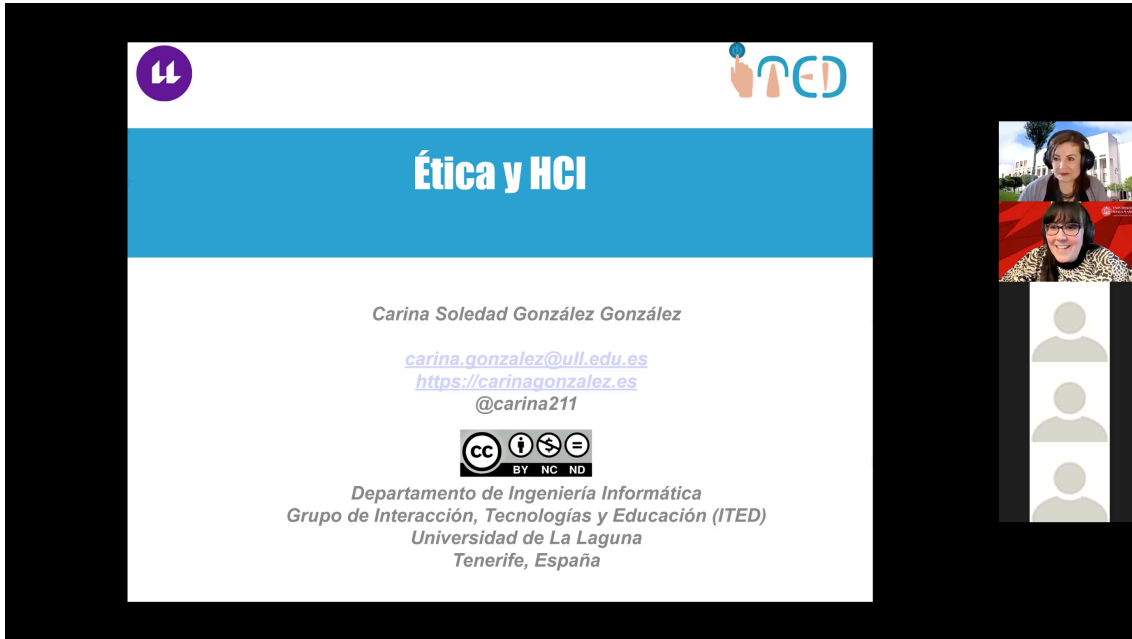 ITED
Ética y HCI
Carina Soledad González González
carina.gonzalez@ull.edu.es
https://carinagonzalez.es
@carina211
cc
BY NC ND
Departamento de Ingeniería Informática
Grupo de Interacción, Tecnologías y Educación (ITED)
Universidad de La Laguna
Tenerife, España